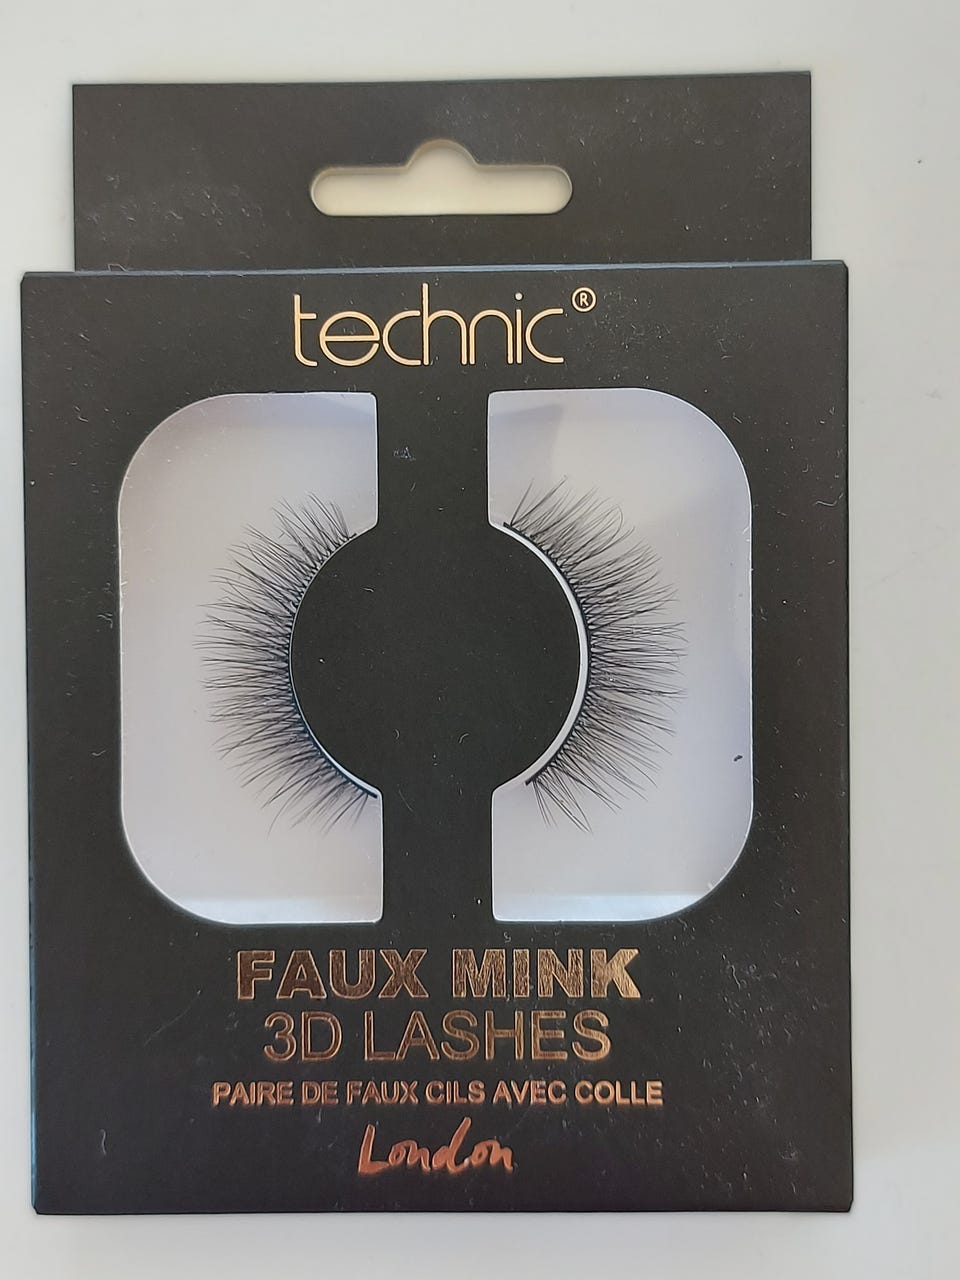 technic®
FAUX MINK
3D LASHES
PAIRE DE FAUX CILS AVEC COLLE
London